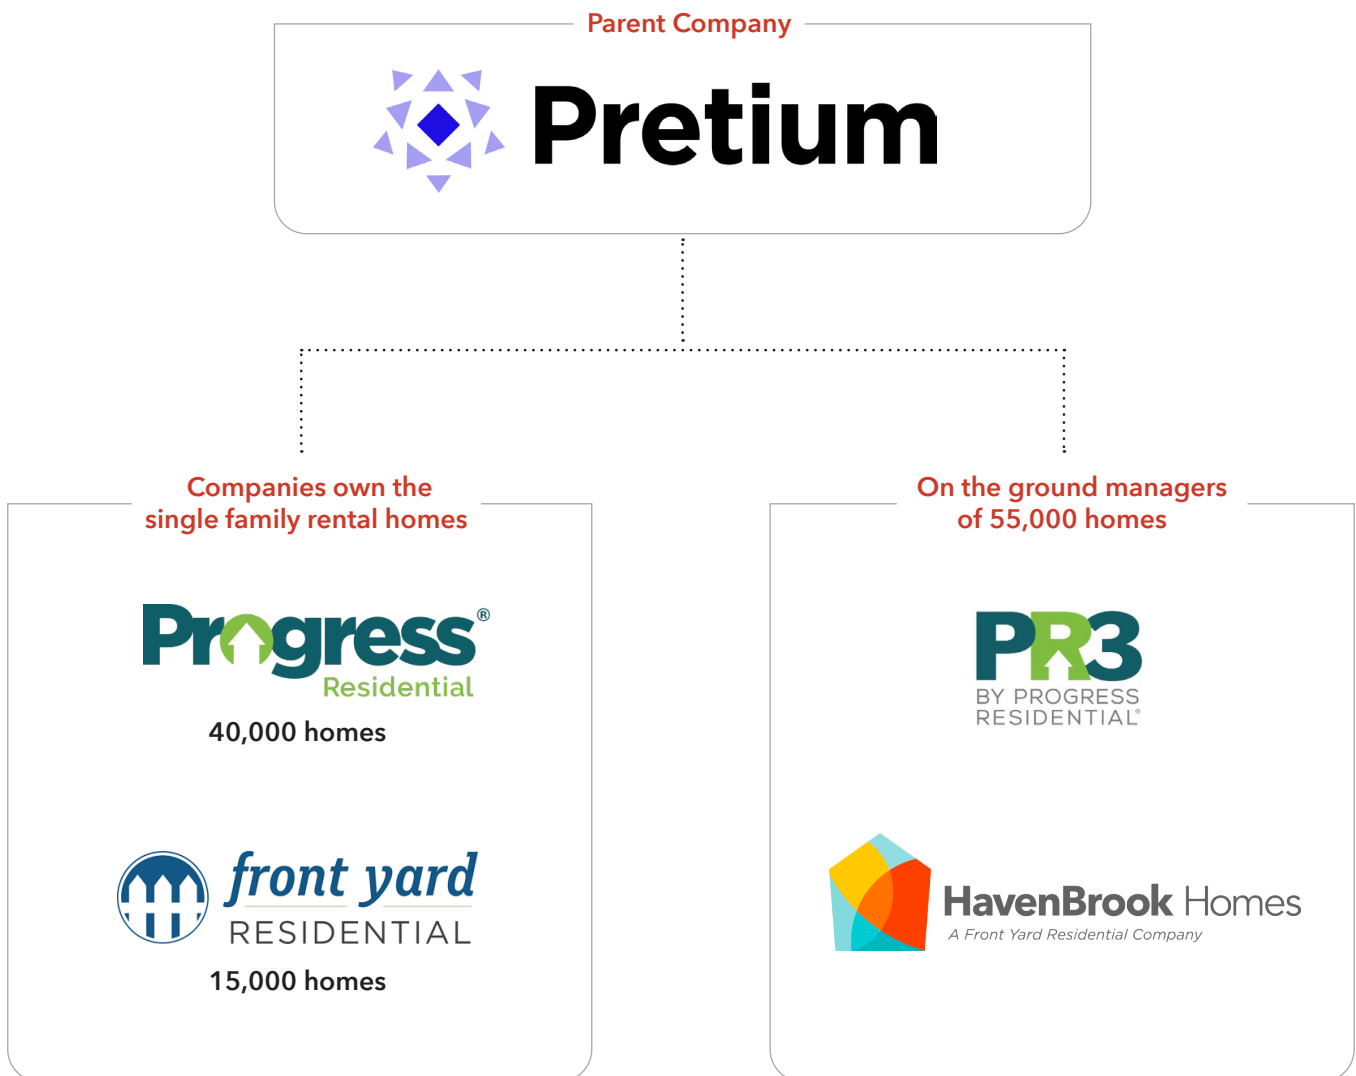 Parent Company
Pretium
Companies own the
single family rental homes
Progress®
Residential
40,000 homes
front yard
RESIDENTIAL
15,000 homes
On the ground managers
of 55,000 homes
PR3
BY PROGRESS
RESIDENTIAL®
HavenBrook Homes
A Front Yard Residential Company